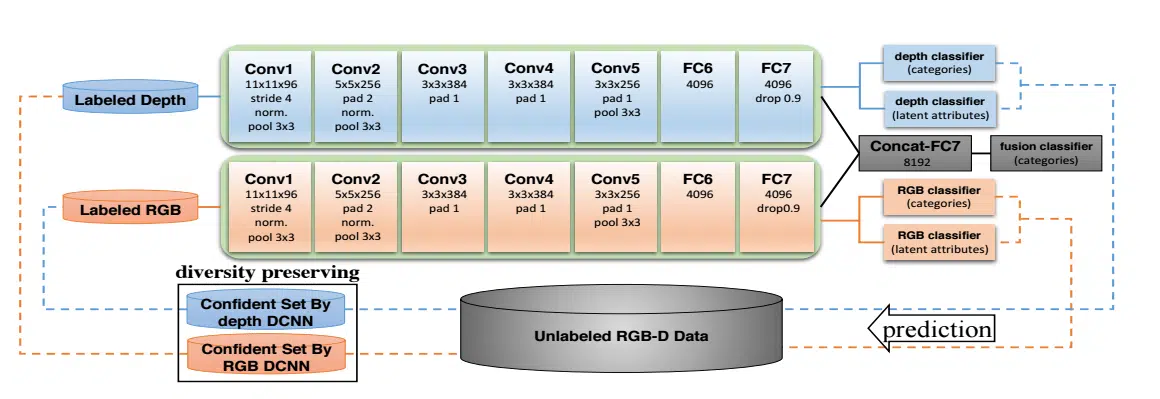 Labeled Depth
Conv1
11x11x96
stride 4
norm.
pool 3x3
Conv2
5x5x256
pad 2
norm.
pool 3x3
Conv3
3x3x384
pad 1
Conv4
3x3x384
pad 1
Conv5
3x3x256
pad 1
pool 3x3
FC6
4096
FC7
4096
drop 0.9
depth classifier
(categories)
depth classifier
(latent attributes)
Concat-FC7
8192
fusion classifier
(categories)
Labeled RGB
Conv1
11x11x96
stride 4
norm.
pool 3x3
Conv2
5x5x256
pad 2
norm.
pool 3x3
Conv3
3x3x384
pad 1
Conv4
3x3x384
pad 1
Conv5
3x3x256
pad 1
pool 3x3
FC6
4096
FC7
4096
drop0.9
RGB classifier
(categories)
RGB classifier
(latent attributes)
diversity preserving
Confident Set By
depth DCNN
Confident Set By
RGB DCNN
Unlabeled RGB-D Data
prediction